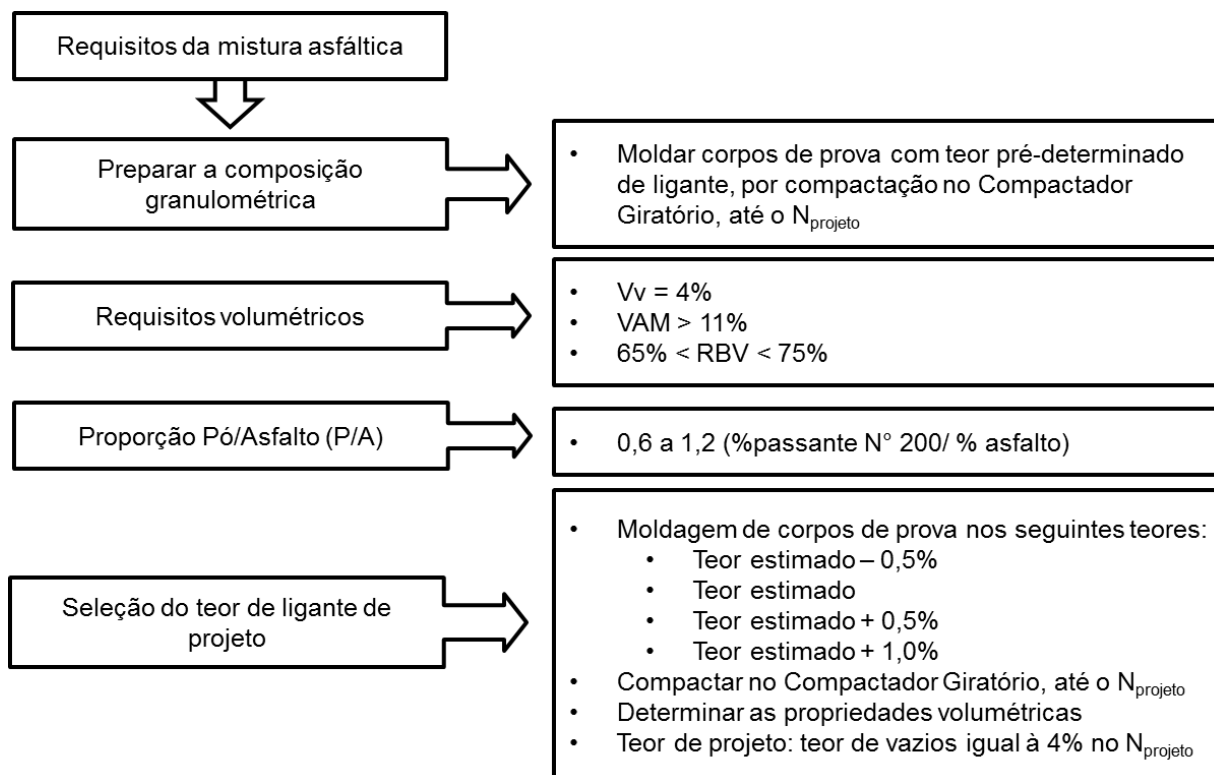 Requisitos da mistura asfáltica
Preparar a composição
granulométrica
• Moldar corpos de prova com teor pré-determinado
de ligante, por compactação no Compactador
Giratório, até o Nprojeto
Requisitos volumétricos
• Vv = 4%
• VAM > 11%
• 65% < RBV < 75%
Proporção Pó/Asfalto (P/A)
• 0,6 a 1,2 (%passante N° 200/ % asfalto)
Seleção do teor de ligante de
projeto
• Moldagem de corpos de prova nos seguintes teores:
• Teor estimado – 0,5%
• Teor estimado
• Teor estimado + 0,5%
• Teor estimado + 1,0%
• Compactar no Compactador Giratório, até o Nprojeto
• Determinar as propriedades volumétricas
• Teor de projeto: teor de vazios igual à 4% no Nprojeto